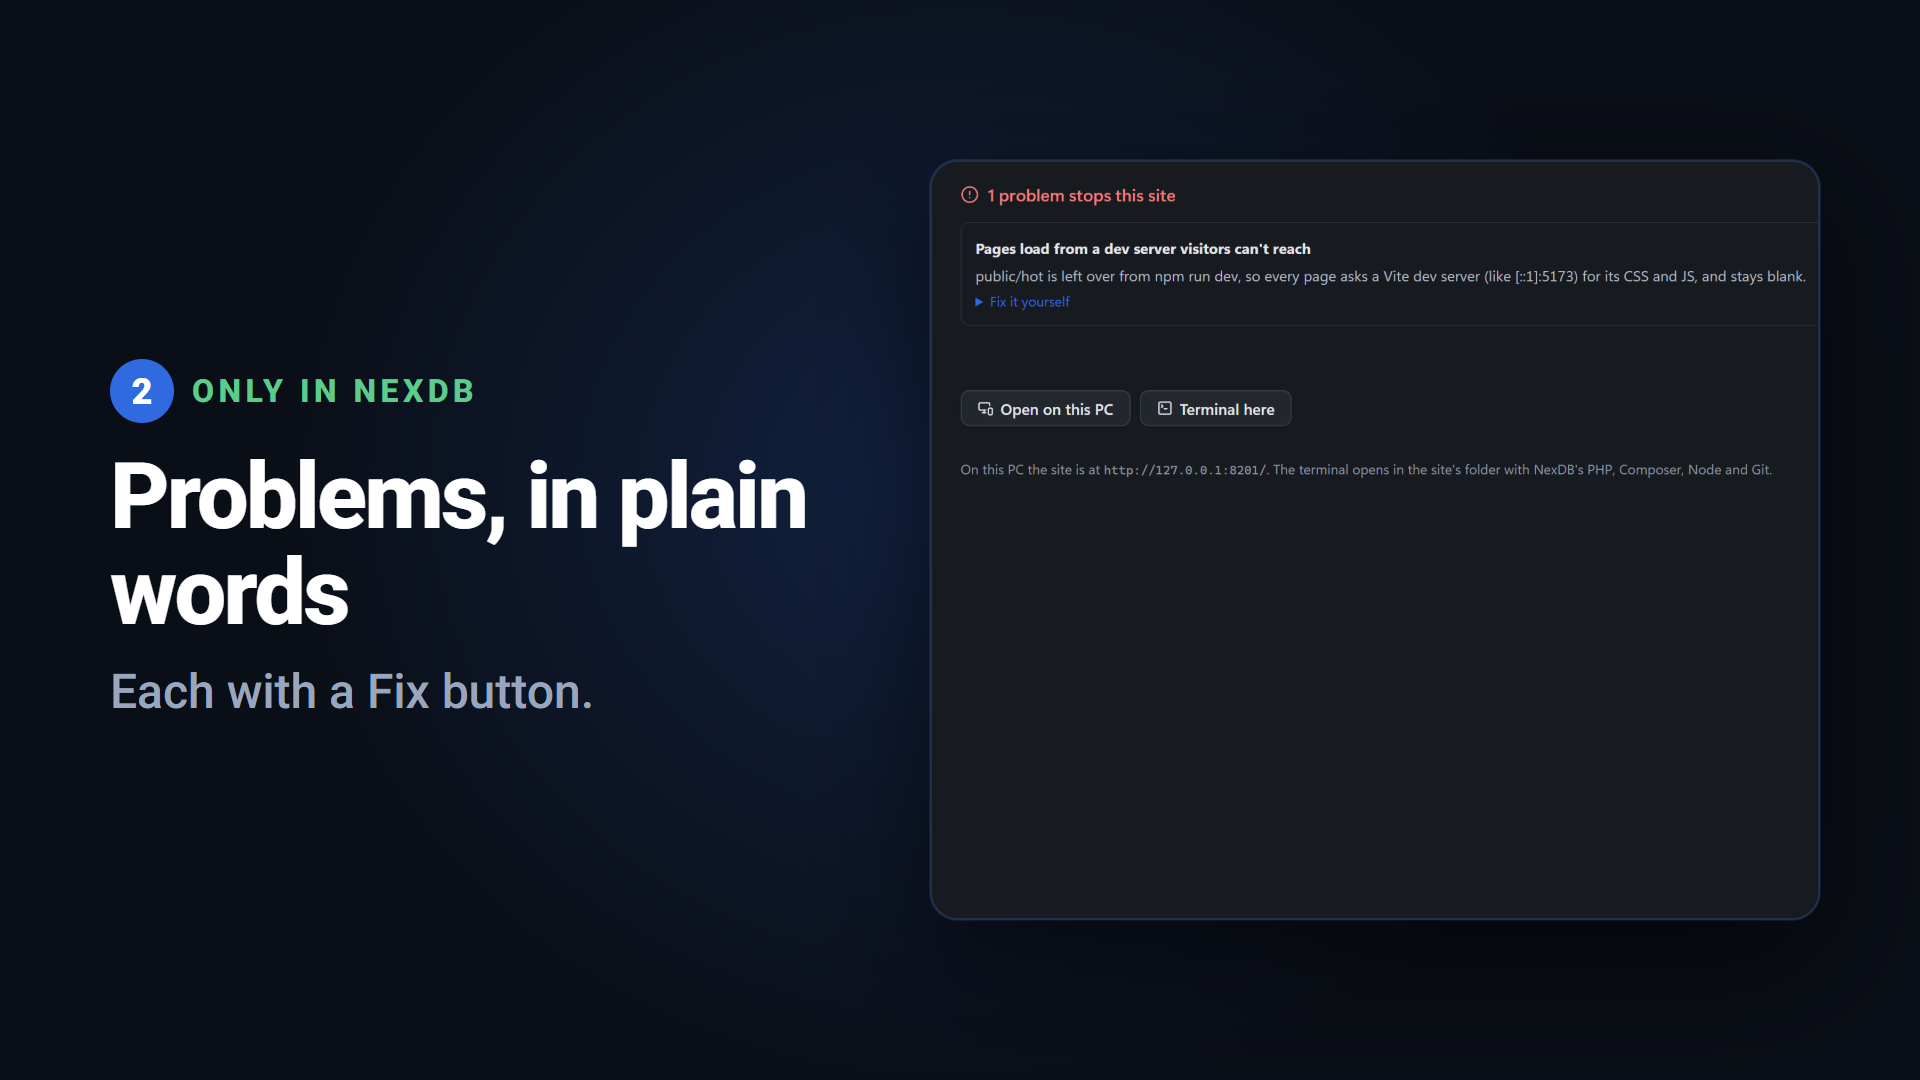 2
ONLY IN NEXDB
Problems, in plain
words
Each with a Fix button.
1 problem stops this site
Pages load from a dev server visitors can't reach
public/hot is left over from npm run dev, so every page asks a Vite dev server (like [::1]:5173) for its CSS and JS, and stays blank.
Fix it yourself
Open on this PC
Terminal here
On this PC the site is at http://127.0.0.1:8201/. The terminal opens in the site's folder with NexDB's PHP, Composer, Node and Git.